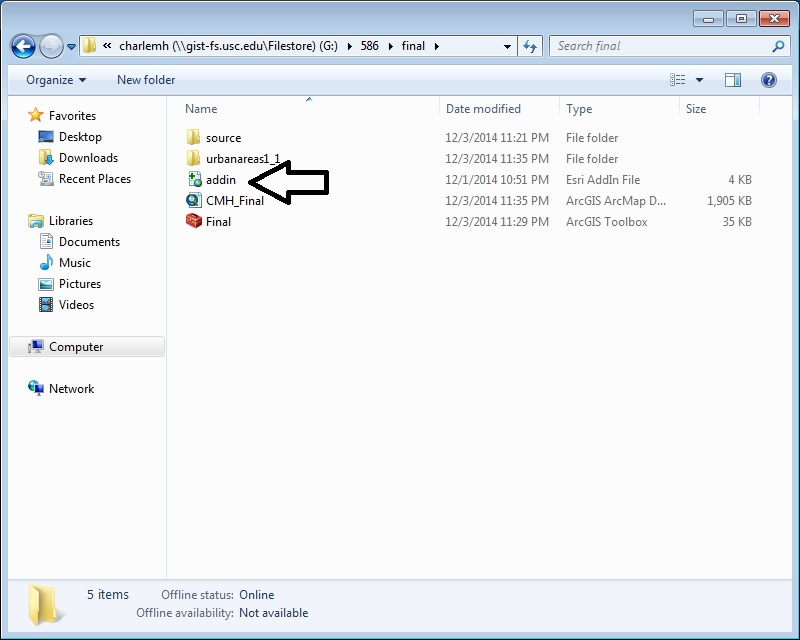 « charlemh (\\gist-fs.usc.edu\Filestore) (G:) ▸ 586 ▸ final ▸
Search final
Organize New folder
Favorites
Desktop
Downloads
Recent Places
Libraries
Documents
Music
Pictures
Videos
Computer
Network
Name Date modified Type Size
source 12/3/2014 11:21 PM File folder
urbanareas1_1 12/3/2014 11:35 PM File folder
addin 12/1/2014 10:51 PM Esri AddIn File 4 KB
CMH_Final 12/3/2014 11:35 PM ArcGIS ArcMap D... 1,905 KB
Final 12/3/2014 11:29 PM ArcGIS Toolbox 35 KB
5 items Offline status: Online
Offline availability: Not available